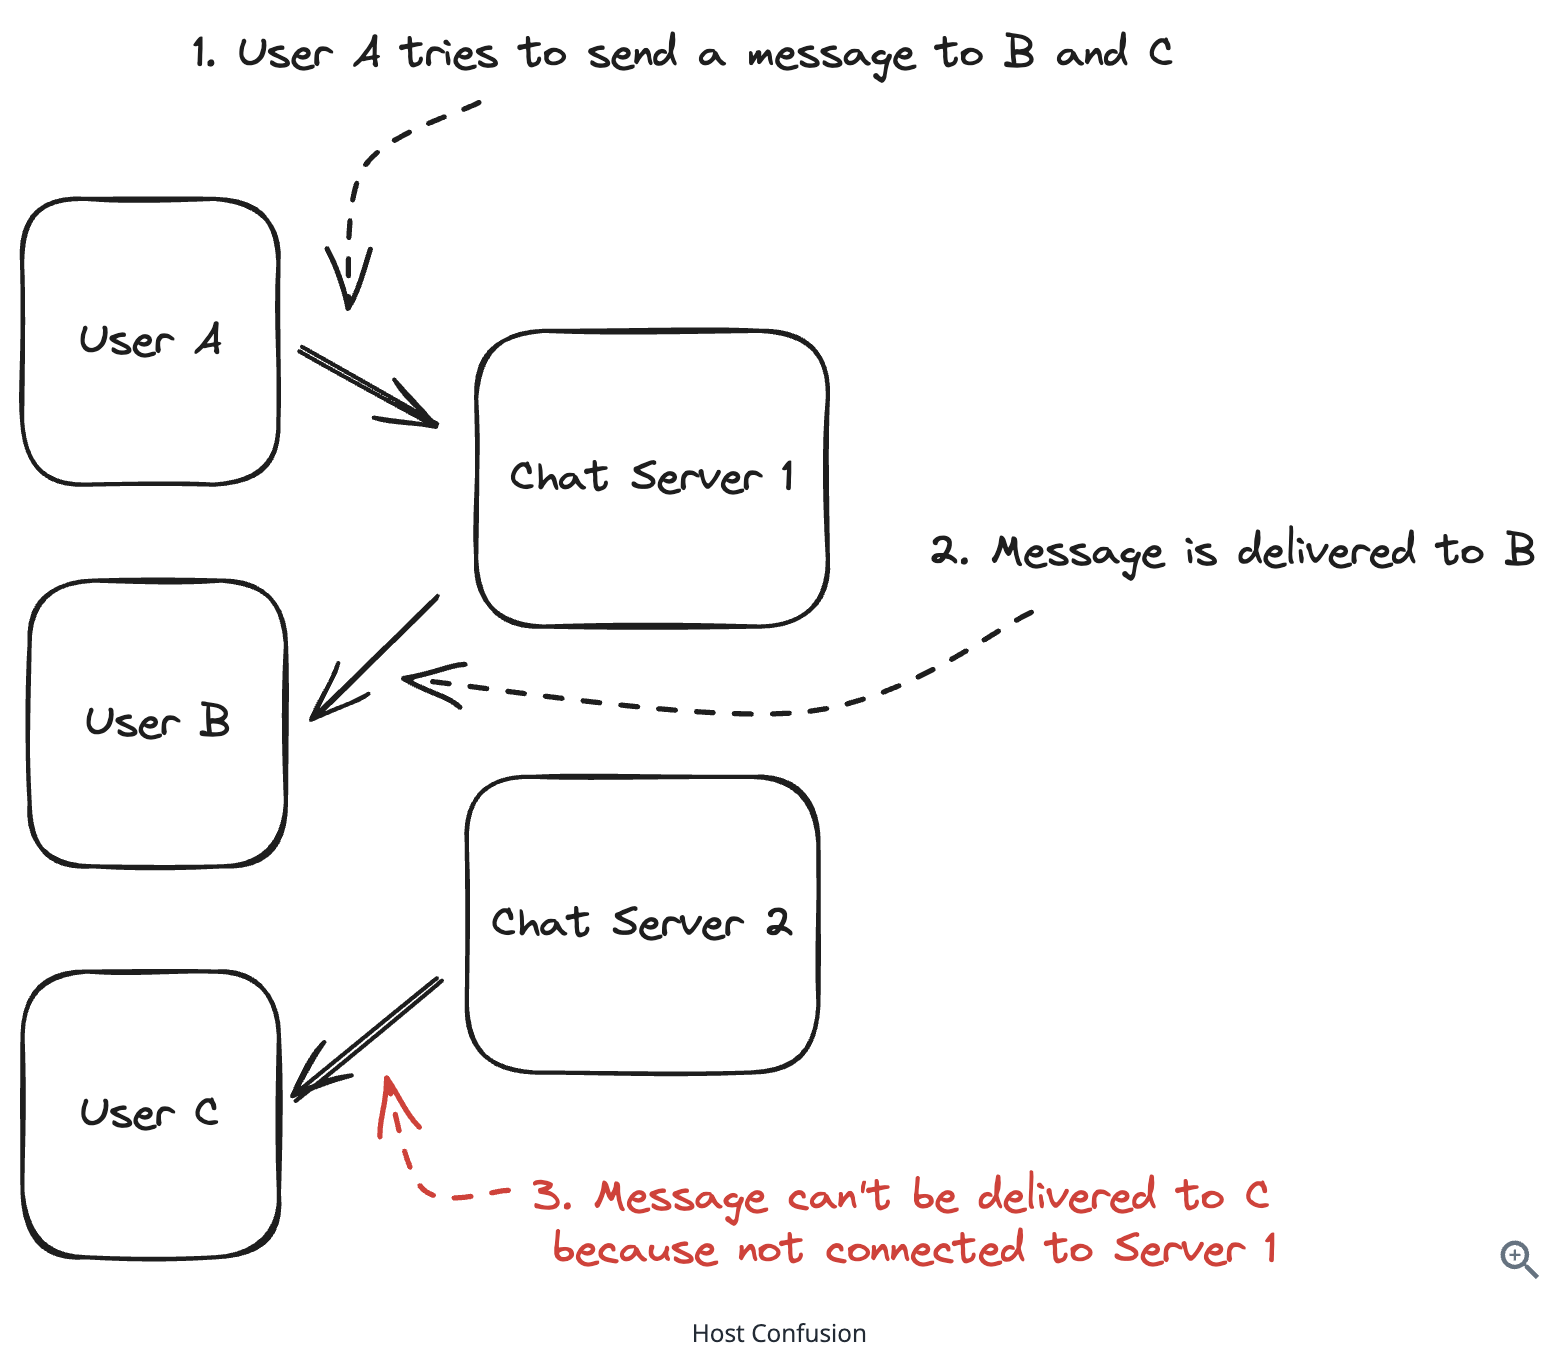 1. User A tries to send a message to B and C
User A
Chat Server 1
2. Message is delivered to B
User B
Chat Server 2
User C
3. Message can't be delivered to C
because not connected to Server 1
Host Confusion